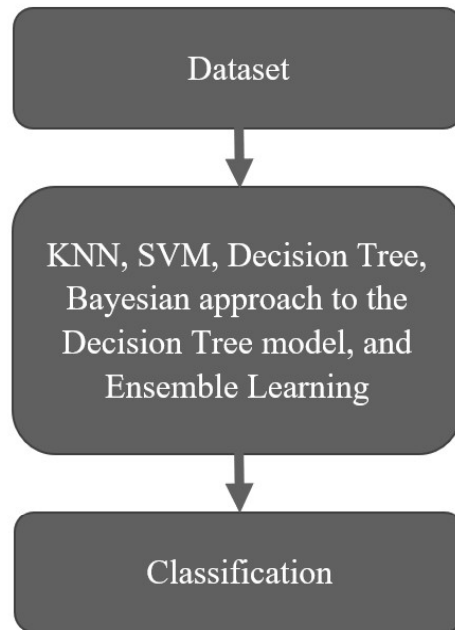 Dataset
KNN, SVM, Decision Tree,
Bayesian approach to the
Decision Tree model, and
Ensemble Learning
Classification